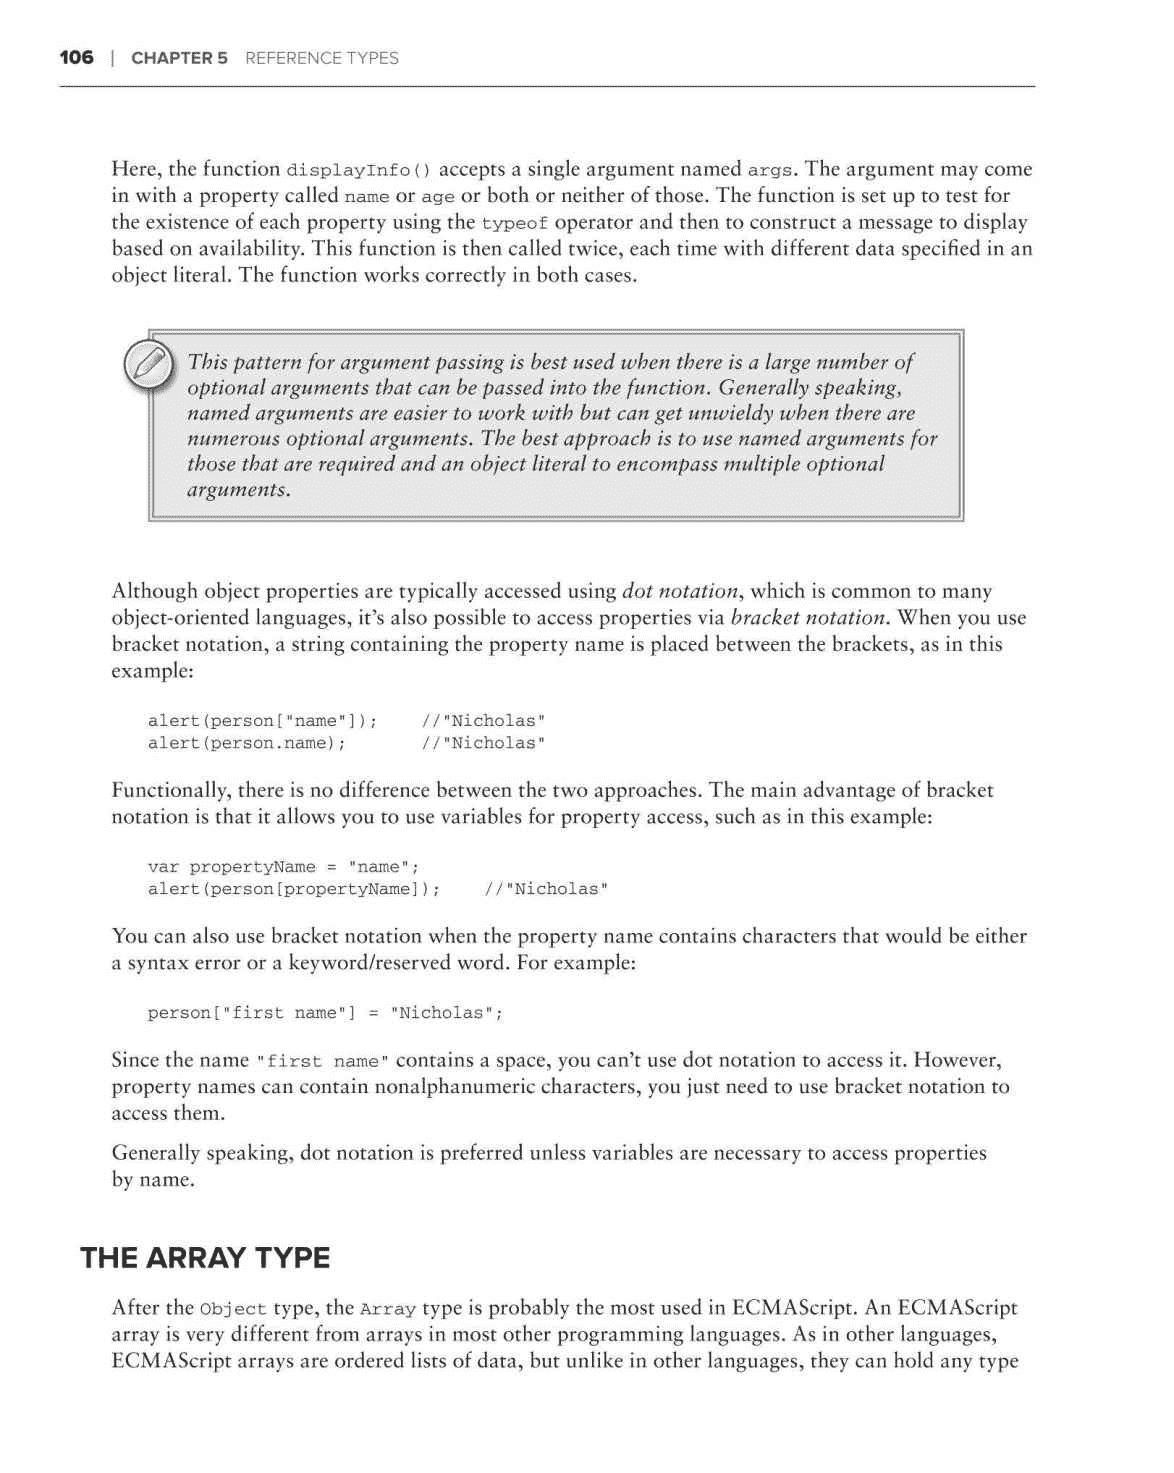 106 | CHAPTER 5 REFERENCE TYPES
Here, the function displayInfo() accepts a single argument named args. The argument may come
in with a property called name or age or both or neither of those. The function is set up to test for
the existence of each property using the typeof operator and then to construct a message to display
based on availability. This function is then called twice, each time with different data specified in an
object literal. The function works correctly in both cases.
This pattern for argument passing is best used when there is a large number of
optional arguments that can be passed into the function. Generally speaking,
named arguments are easier to work with but can get unwieldy when there are
numerous optional arguments. The best approach is to use named arguments for
those that are required and an object literal to encompass multiple optional
arguments.
Although object properties are typically accessed using dot notation, which is common to many
object-oriented languages, it's also possible to access properties via bracket notation. When you use
bracket notation, a string containing the property name is placed between the brackets, as in this
example:
alert(person["name"]);    //"Nicholas"
alert(person.name);       //"Nicholas"
Functionally, there is no difference between the two approaches. The main advantage of bracket
notation is that it allows you to use variables for property access, such as in this example:
var propertyName = "name";
alert(person[propertyName]);    //"Nicholas"
You can also use bracket notation when the property name contains characters that would be either
a syntax error or a keyword/reserved word. For example:
person["first name"] = "Nicholas";
Since the name "first name" contains a space, you can't use dot notation to access it. However,
property names can contain nonalphanumeric characters, you just need to use bracket notation to
access them.
Generally speaking, dot notation is preferred unless variables are necessary to access properties
by name.
THE ARRAY TYPE
After the Object type, the Array type is probably the most used in ECMAScript. An ECMAScript
array is very different from arrays in most other programming languages. As in other languages,
ECMAScript arrays are ordered lists of data, but unlike in other languages, they can hold any type